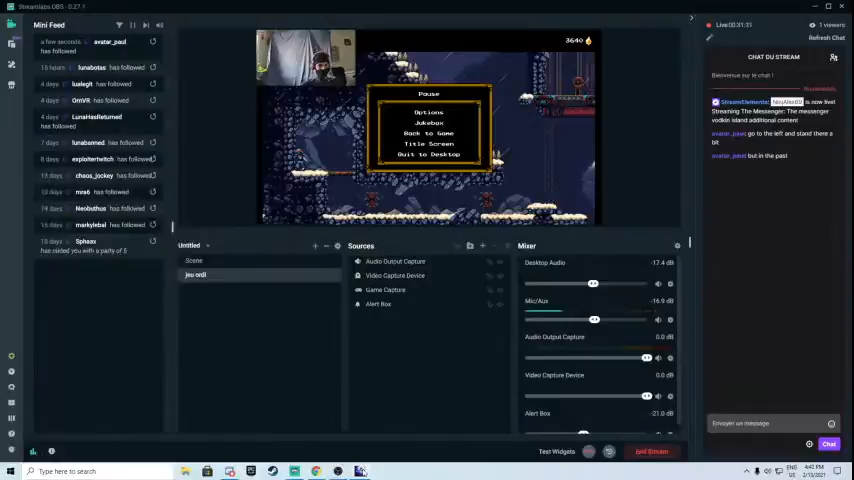 Streamlabs OBS - 0.27.1
Mini Feed
a few seconds avatar_paul
has followed
15 hours lunabotas has followed
4 days lualegit has followed
4 days OmVR has followed
4 days LunaHasReturned
has followed
7 days lunabanned has followed
8 days exploitertwitch has followed
13 days chaos_jockey has followed
13 days mrs6 has followed
14 days Neobuthus has followed
15 days markylebal has followed
15 days Sphaax
has raided you with a party of 5
3640
Pause
Options
Jukebox
Back to Game
Title Screen
Quit to Desktop
Untitled
Scene
jeu ordi
Sources
Audio Output Capture
Video Capture Device
Game Capture
Alert Box
Mixer
Desktop Audio -17.4 dB
Mic/Aux -16.9 dB
Audio Output Capture 0.0 dB
Video Capture Device 0.0 dB
Alert Box -21.0 dB
Test Widgets
End Stream
Live 00:31:31
1 viewers
Refresh Chat
CHAT DU STREAM
Bienvenue sur le chat !
StreamElements: is now live!
Streaming The Messenger: The messenger
vodkin island additional content
avatar_paul: go to the left and stand there a
bit
avatar_paul: but in the past
Envoyer un message
Chat
Type here to search
ENG
US
4:42 PM
2/15/2021